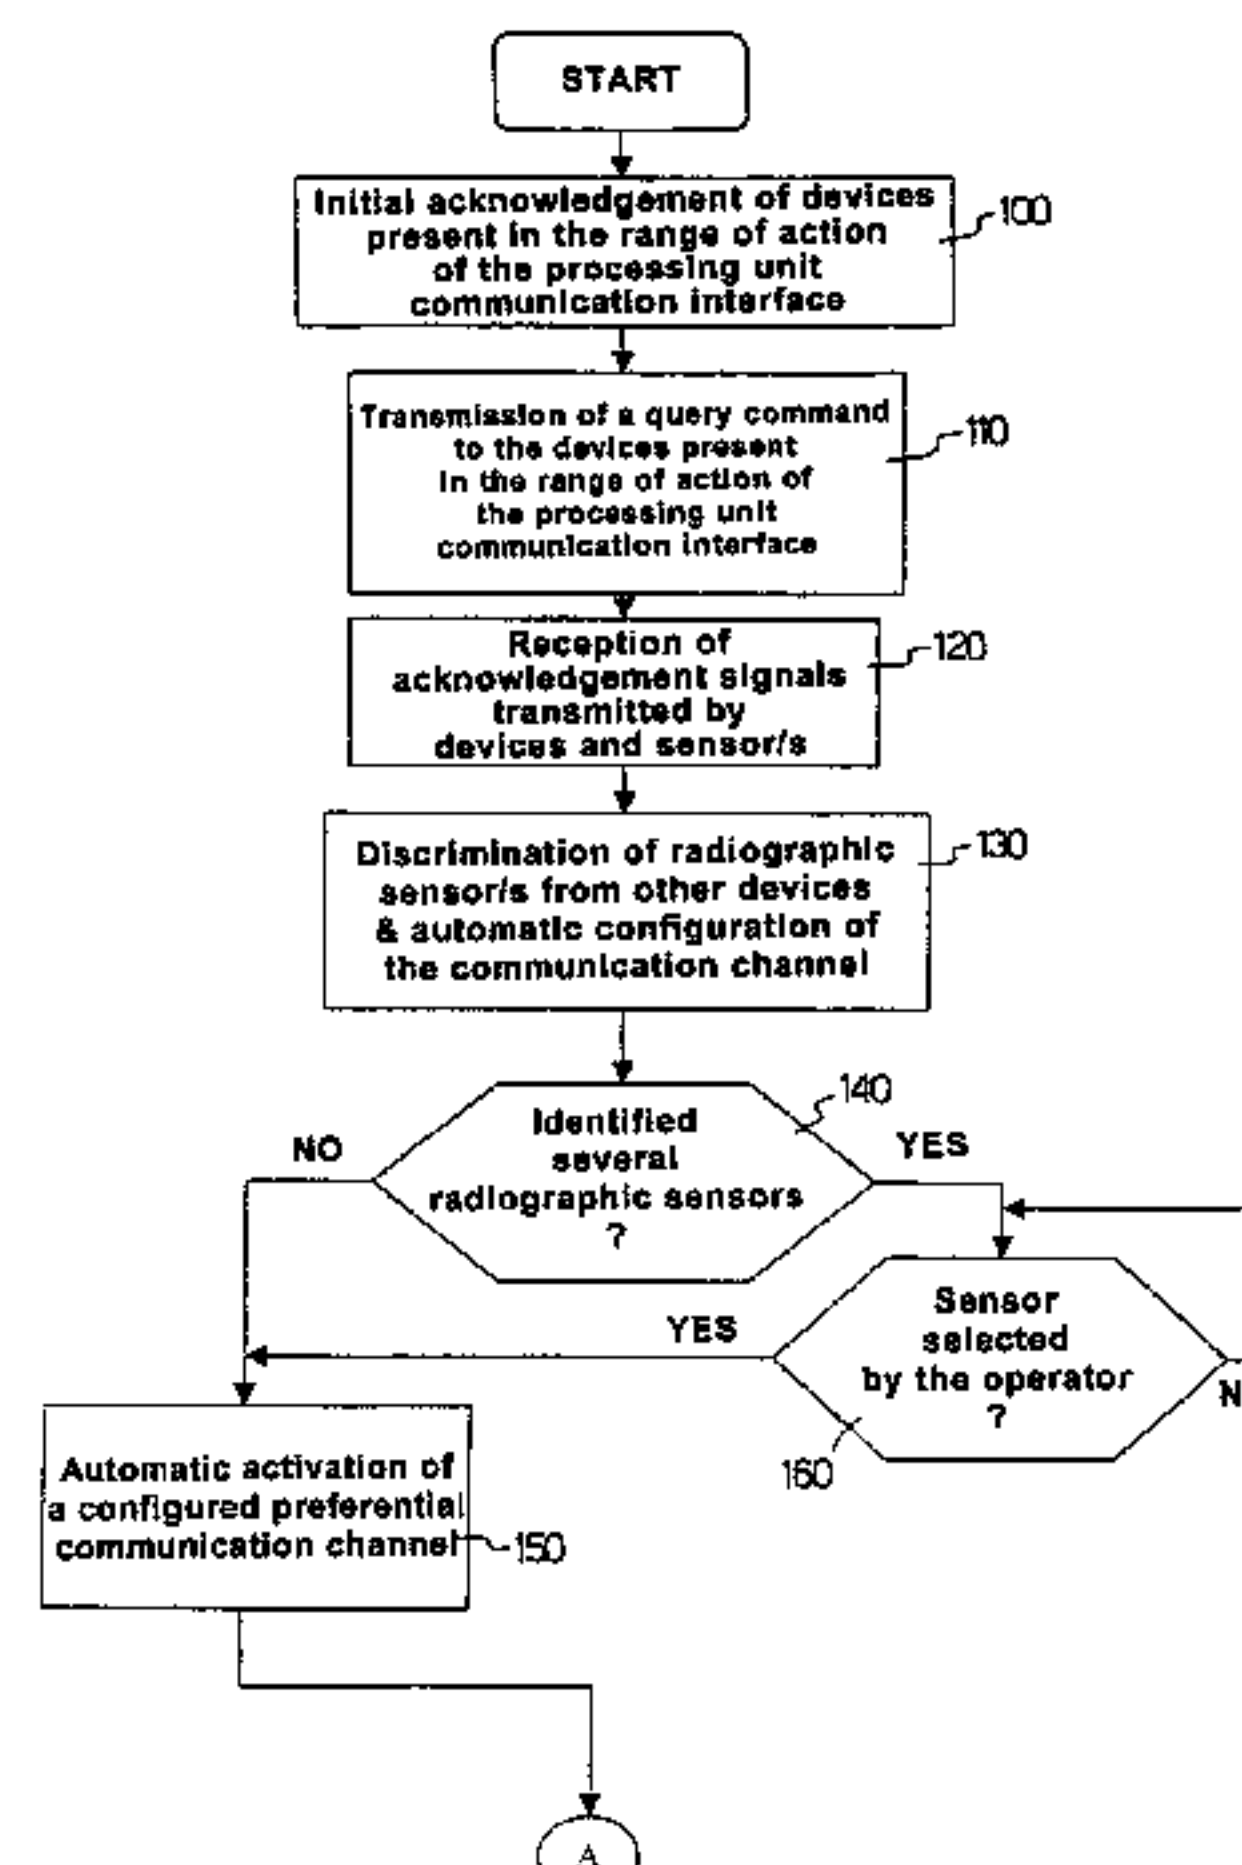 START
Initial acknowledgement of devices
present in the range of action
of the processing unit
communication interface
100
Transmission of a query command
to the devices present
in the range of action of
the processing unit
communication interface
110
Reception of
acknowledgement signals
transmitted by
devices and sensor/s
120
Discrimination of radiographic
sensor/s from other devices
& automatic configuration of
the communication channel
130
Identified
several
radiographic sensors
?
140
NO
YES
Sensor
selected
by the operator
?
160
YES
N
Automatic activation of
a configured preferential
communication channel
150
A